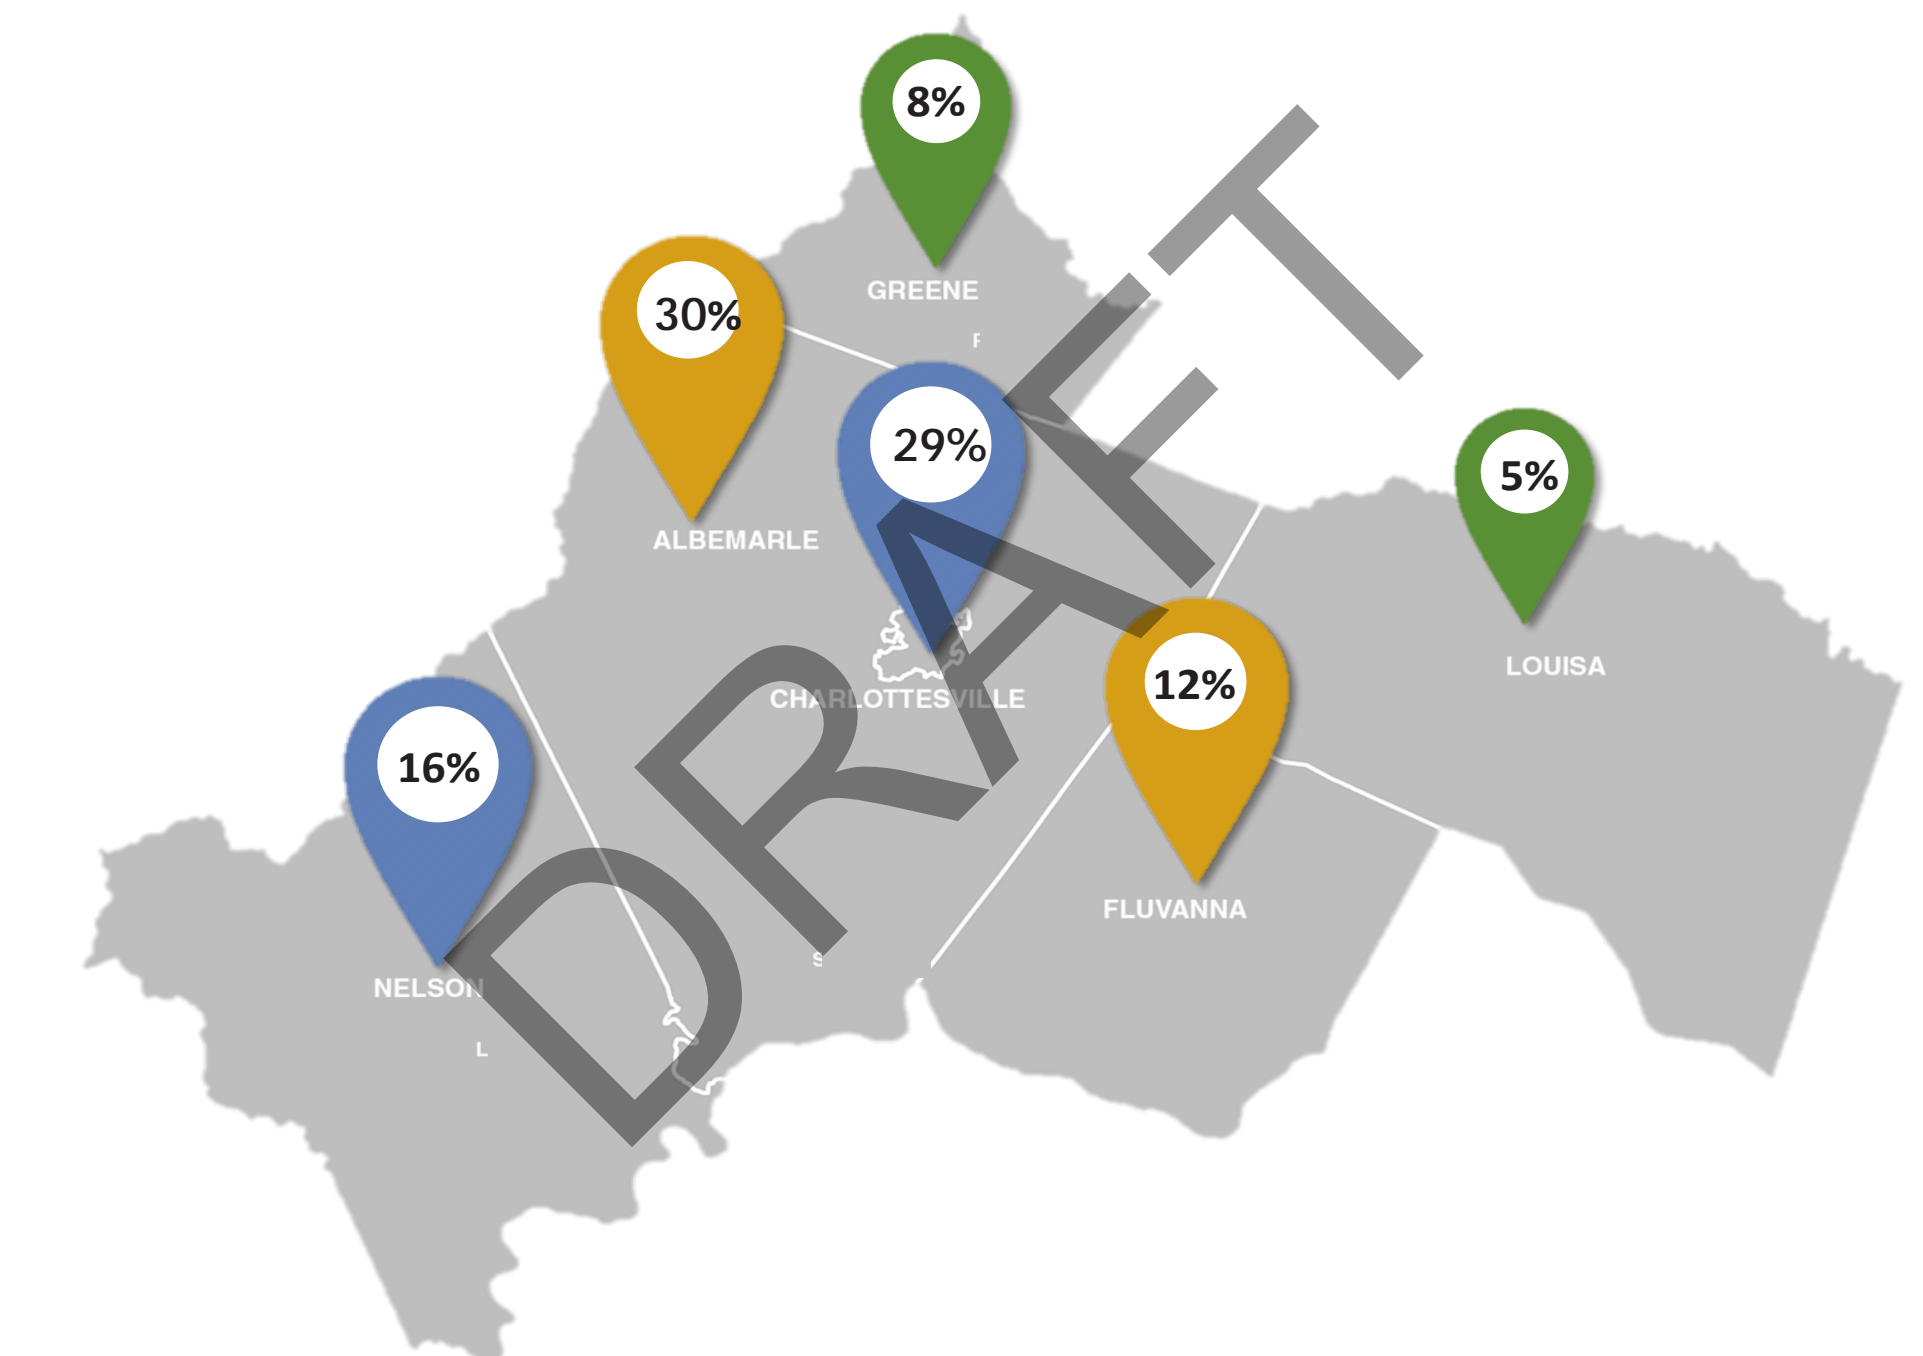 8%
GREENE
F
30%
29%
5%
ALBEMARLE
12%
LOUISA
CHARLOTTESVILLE
16%
FLUVANNA
NELSON
S
L
DRAFT